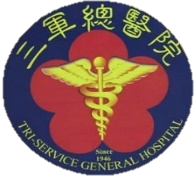 三軍總醫院
Since
1946
TRI-SERVICE GENERAL HOSPITAL